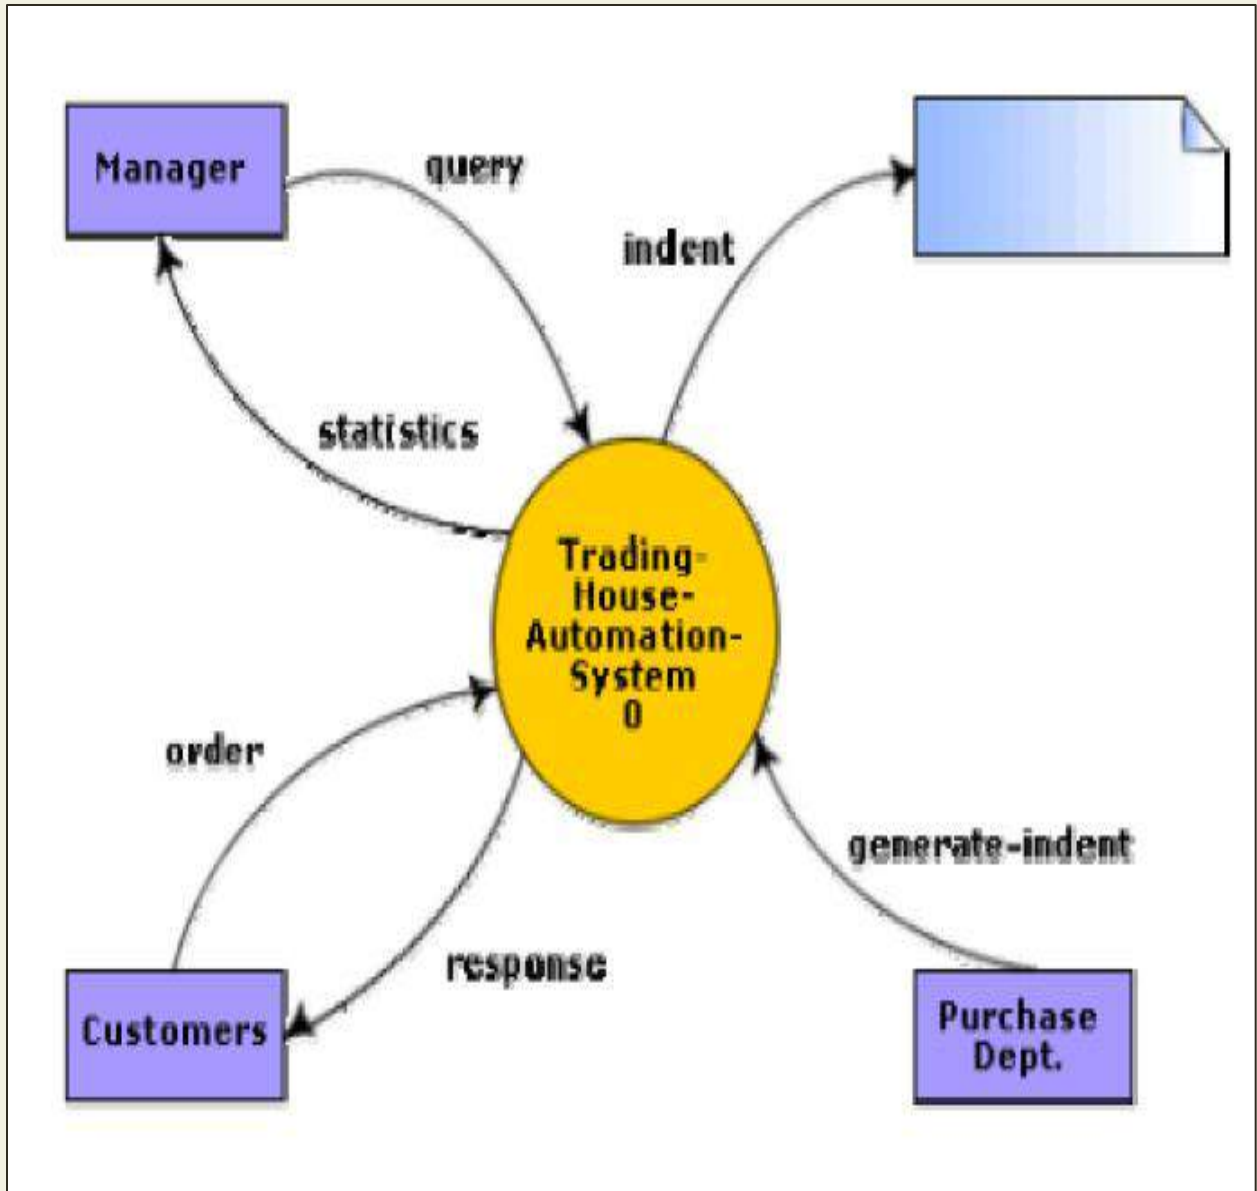 Manager
query
indent
statistics
Trading-
House-
Automation-
System
0
order
generate-indent
response
Customers
Purchase
Dept.